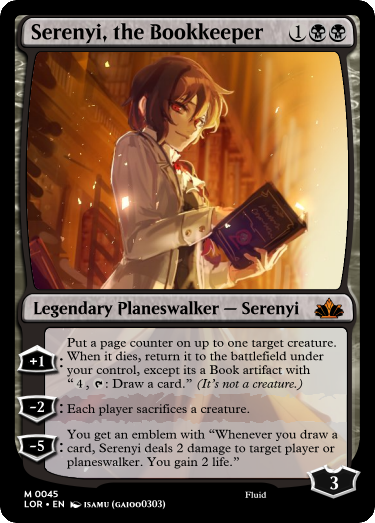 Serenyi, the Bookkeeper 1
Legendary Planeswalker — Serenyi
+1: Put a page counter on up to one target creature.
When it dies, return it to the battlefield under
your control, except its a Book artifact with
“ 4 , : Draw a card.” (It’s not a creature.)
-2: Each player sacrifices a creature.
-5: You get an emblem with “Whenever you draw a
card, Serenyi deals 2 damage to target player or
planeswalker. You gain 2 life.”
3
M 0045
LOR • EN ISAMU (GAI00303)
Fluid